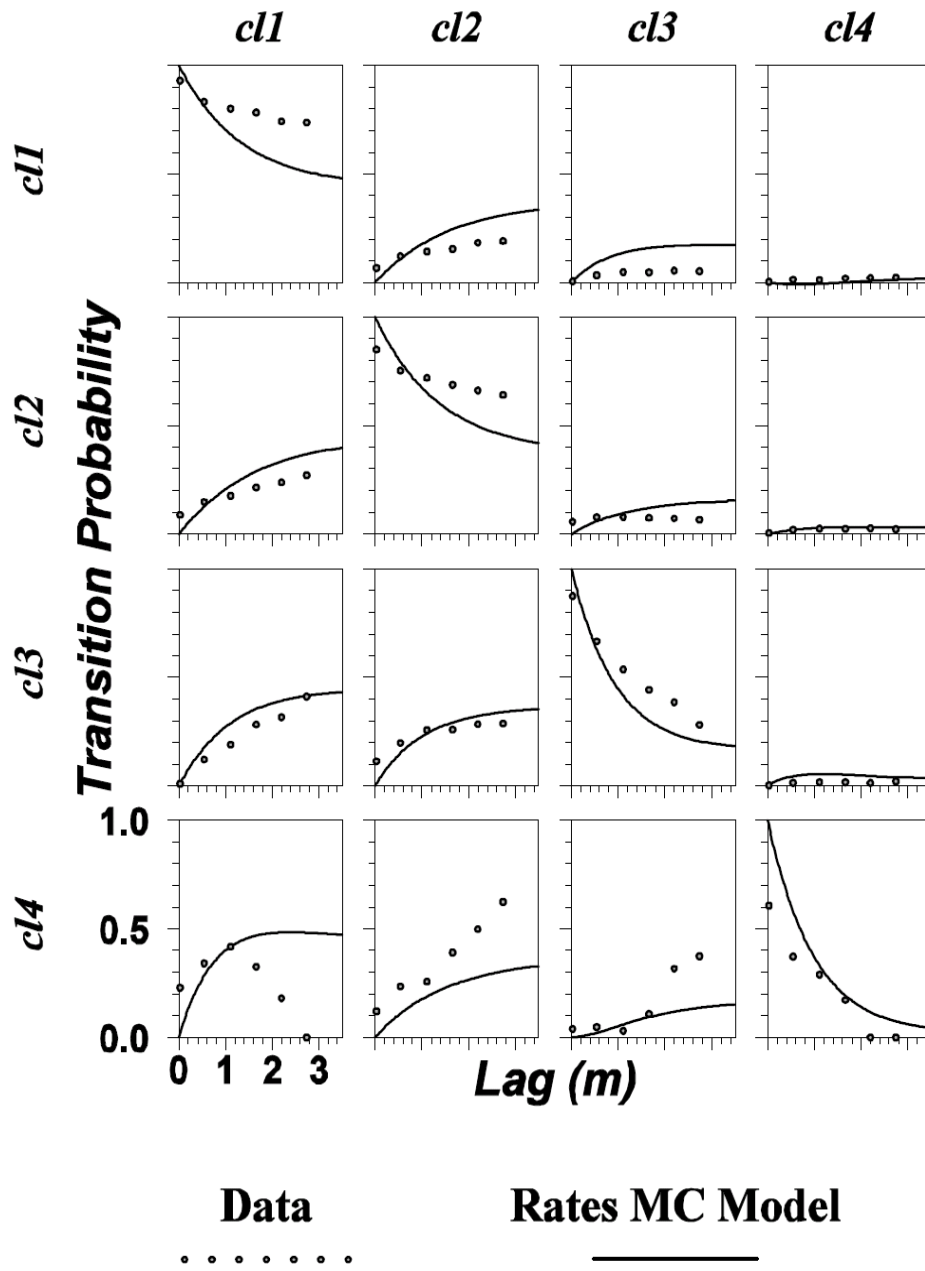 cl1 cl2 cl3 cl4
cl1
cl2
cl3
cl4
Transition Probability
1.0
0.5
0.0
0 1 2 3
Lag (m)
Data Rates MC Model